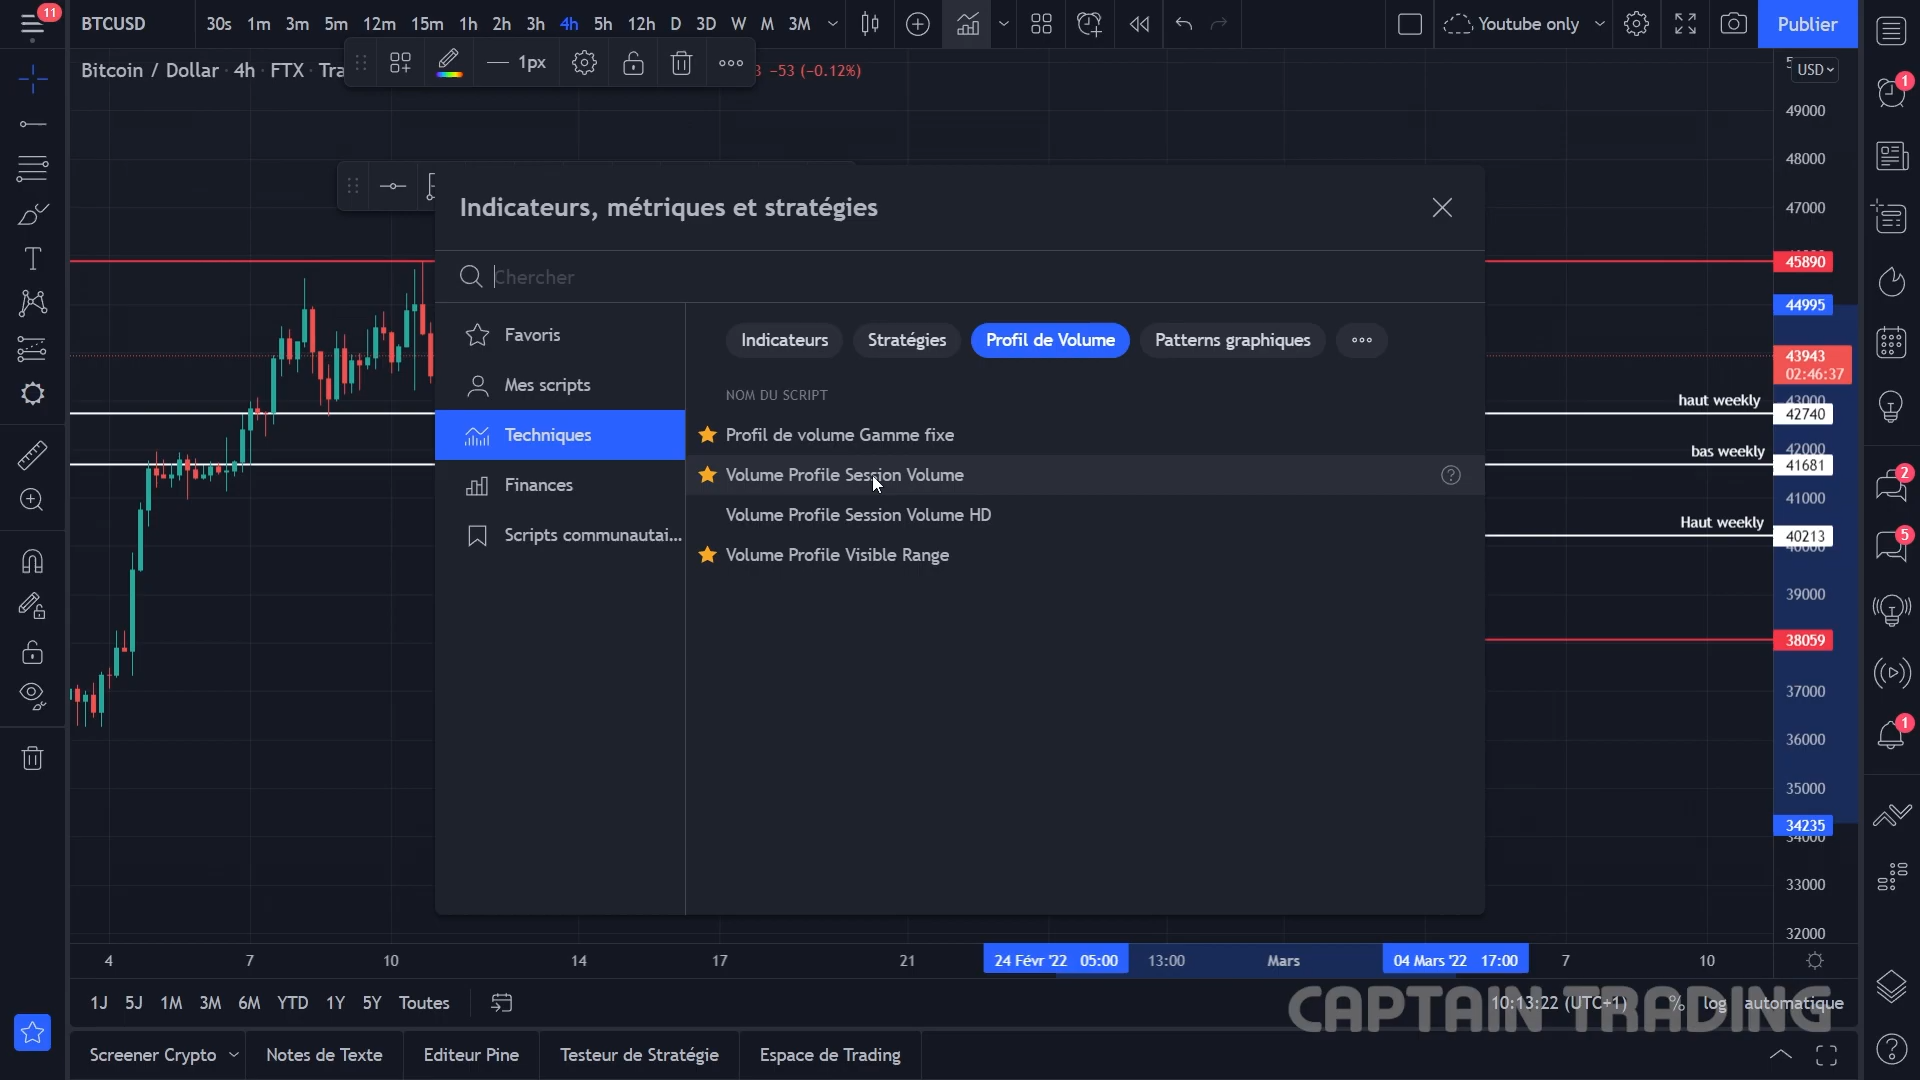 11
BTCUSD 30s 1m 3m 5m 12m 15m 1h 2h 3h 4h 5h 12h D 3D W M 3M Youtube only Publier
Bitcoin / Dollar · 4h · FTX · Tra 1px −53 (−0.12%)
USD
49000
48000
47000
45890
44995
43943
02:46:37
haut weekly 42740
42000
bas weekly 41681
41000
Haut weekly 40213
39000
38059
37000
36000
35000
34235
33000
32000
Indicateurs, métriques et stratégies
Chercher
Favoris
Mes scripts
Techniques
Finances
Scripts communautai...
Indicateurs Stratégies Profil de Volume Patterns graphiques
NOM DU SCRIPT
Profil de volume Gamme fixe
Volume Profile Session Volume
Volume Profile Session Volume HD
Volume Profile Visible Range
1
2
5
1
4 7 10 14 17 21 24 Févr '22 05:00 13:00 Mars 04 Mars '22 17:00 7 10
1J 5J 1M 3M 6M YTD 1Y 5Y Toutes 10:13:22 (UTC+1) % log automatique
CAPTAIN TRADING
Screener Crypto Notes de Texte Editeur Pine Testeur de Stratégie Espace de Trading